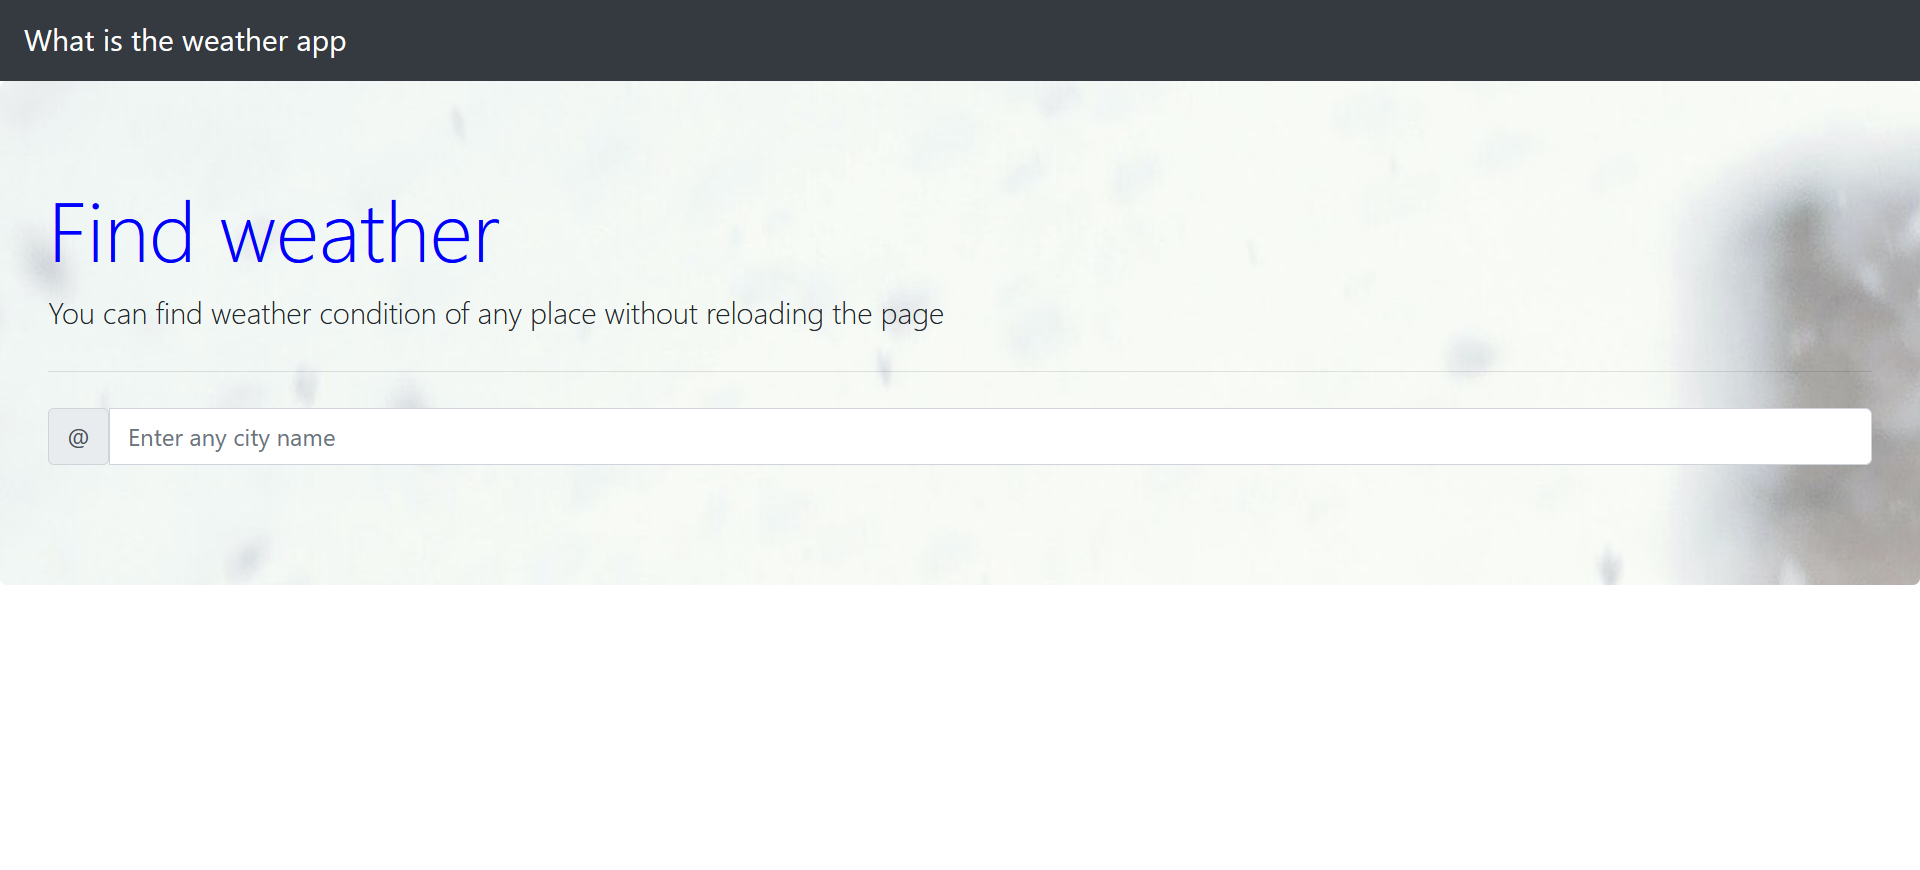 What is the weather app
Find weather
You can find weather condition of any place without reloading the page
@ Enter any city name